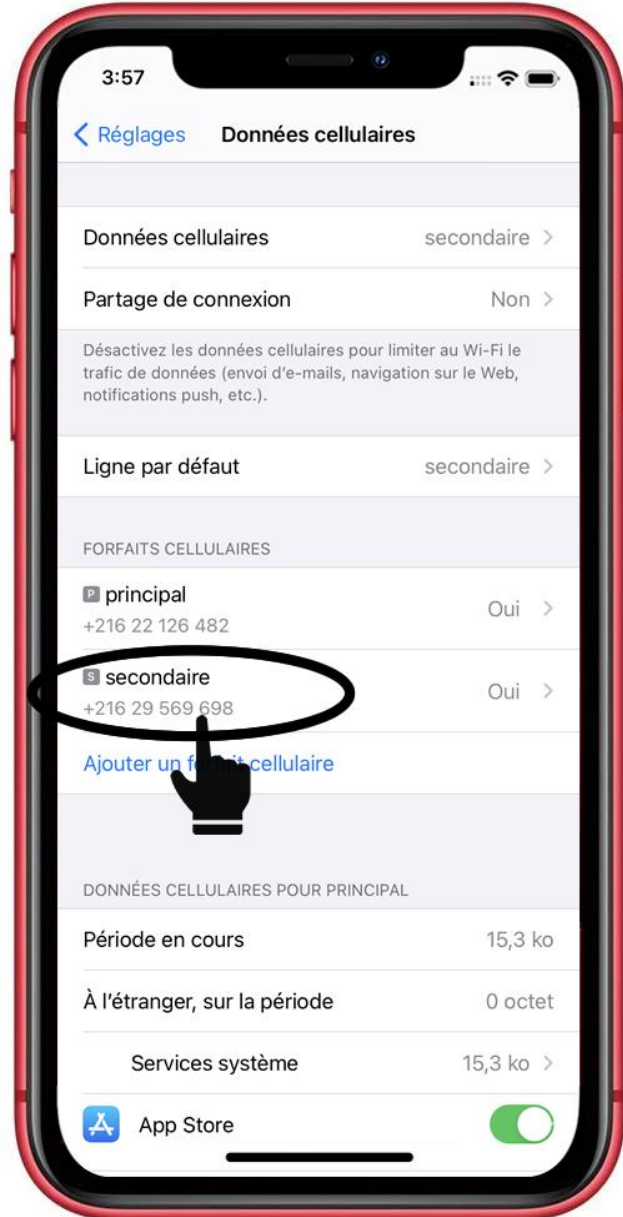 3:57
Réglages Données cellulaires
Données cellulaires secondaire
Partage de connexion Non
Désactivez les données cellulaires pour limiter au Wi-Fi le
trafic de données (envoi d'e-mails, navigation sur le Web,
notifications push, etc.).
Ligne par défaut secondaire
FORFAITS CELLULAIRES
P principal
+216 22 126 482 Oui
S secondaire
+216 29 569 698 Oui
Ajouter un forfait cellulaire
DONNÉES CELLULAIRES POUR PRINCIPAL
Période en cours 15,3 ko
À l'étranger, sur la période 0 octet
Services système 15,3 ko
App Store